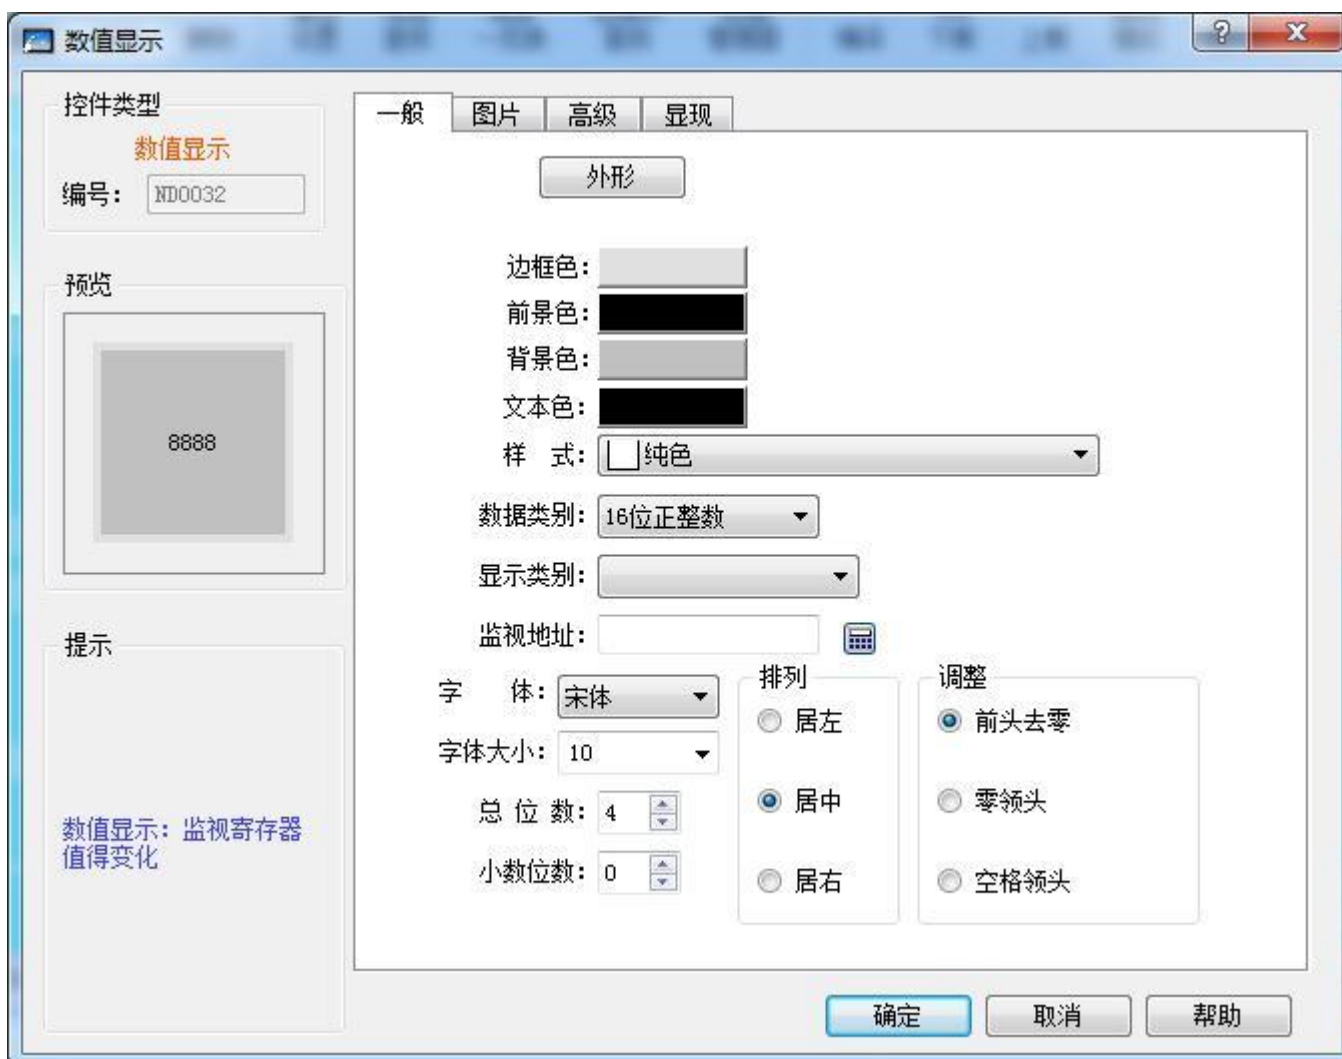 数值显示
?
X
控件类型
数值显示
编号: ND0032
预览
8888
提示
数值显示: 监视寄存器
值得变化
一般 图片 高级 显现
外形
边框色:
前景色:
背景色:
文本色:
样 式: 纯色
数据类别: 16位正整数
显示类别:
监视地址:
字 体: 宋体
字体大小: 10
总 位 数: 4
小数位数: 0
排列
居左
居中
居右
调整
前头去零
零领头
空格领头
确定 取消 帮助